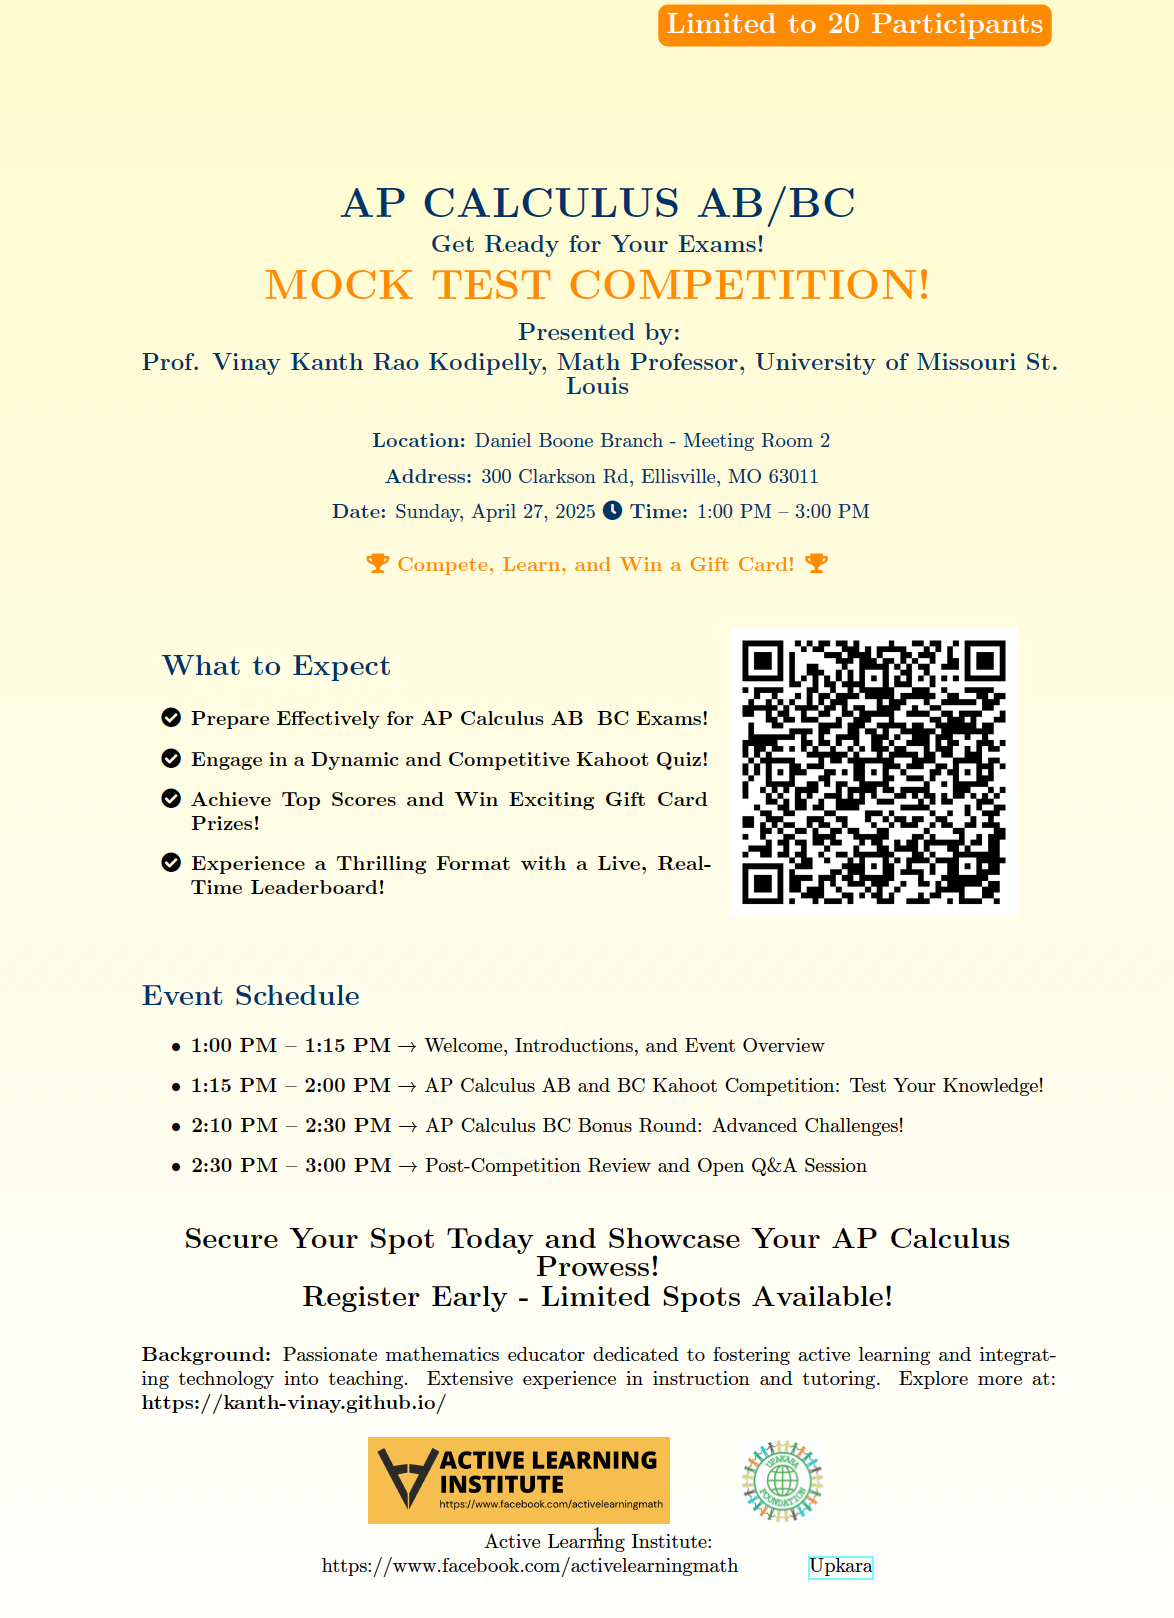 Limited to 20 Participants
AP CALCULUS AB/BC
Get Ready for Your Exams!
MOCK TEST COMPETITION!
Presented by:
Prof. Vinay Kanth Rao Kodipelly, Math Professor, University of Missouri St.
Louis
Location: Daniel Boone Branch - Meeting Room 2
Address: 300 Clarkson Rd, Ellisville, MO 63011
Date: Sunday, April 27, 2025 Time: 1:00 PM – 3:00 PM
Compete, Learn, and Win a Gift Card!
What to Expect
Prepare Effectively for AP Calculus AB BC Exams!
Engage in a Dynamic and Competitive Kahoot Quiz!
Achieve Top Scores and Win Exciting Gift Card
Prizes!
Experience a Thrilling Format with a Live, Real-
Time Leaderboard!
Event Schedule
• 1:00 PM – 1:15 PM → Welcome, Introductions, and Event Overview
• 1:15 PM – 2:00 PM → AP Calculus AB and BC Kahoot Competition: Test Your Knowledge!
• 2:10 PM – 2:30 PM → AP Calculus BC Bonus Round: Advanced Challenges!
• 2:30 PM – 3:00 PM → Post-Competition Review and Open Q&A Session
Secure Your Spot Today and Showcase Your AP Calculus
Prowess!
Register Early - Limited Spots Available!
Background: Passionate mathematics educator dedicated to fostering active learning and integrat-
ing technology into teaching. Extensive experience in instruction and tutoring. Explore more at:
https://kanth-vinay.github.io/
ACTIVE LEARNING
INSTITUTE
https://www.facebook.com/activelearningmath
UPAKARA
FOUNDATION
1
Active Learning Institute:
https://www.facebook.com/activelearningmath
Upkara